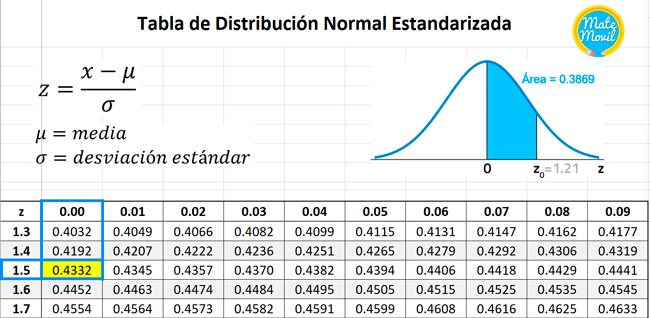 Tabla de Distribución Normal Estandarizada
Mate
Movil
z = x − μ / σ
μ = media
σ = desviación estándar
Área = 0.3869
0 z₀=1.21 z
z 0.00 0.01 0.02 0.03 0.04 0.05 0.06 0.07 0.08 0.09
1.3 0.4032 0.4049 0.4066 0.4082 0.4099 0.4115 0.4131 0.4147 0.4162 0.4177
1.4 0.4192 0.4207 0.4222 0.4236 0.4251 0.4265 0.4279 0.4292 0.4306 0.4319
1.5 0.4332 0.4345 0.4357 0.4370 0.4382 0.4394 0.4406 0.4418 0.4429 0.4441
1.6 0.4452 0.4463 0.4474 0.4484 0.4495 0.4505 0.4515 0.4525 0.4535 0.4545
1.7 0.4554 0.4564 0.4573 0.4582 0.4591 0.4599 0.4608 0.4616 0.4625 0.4633